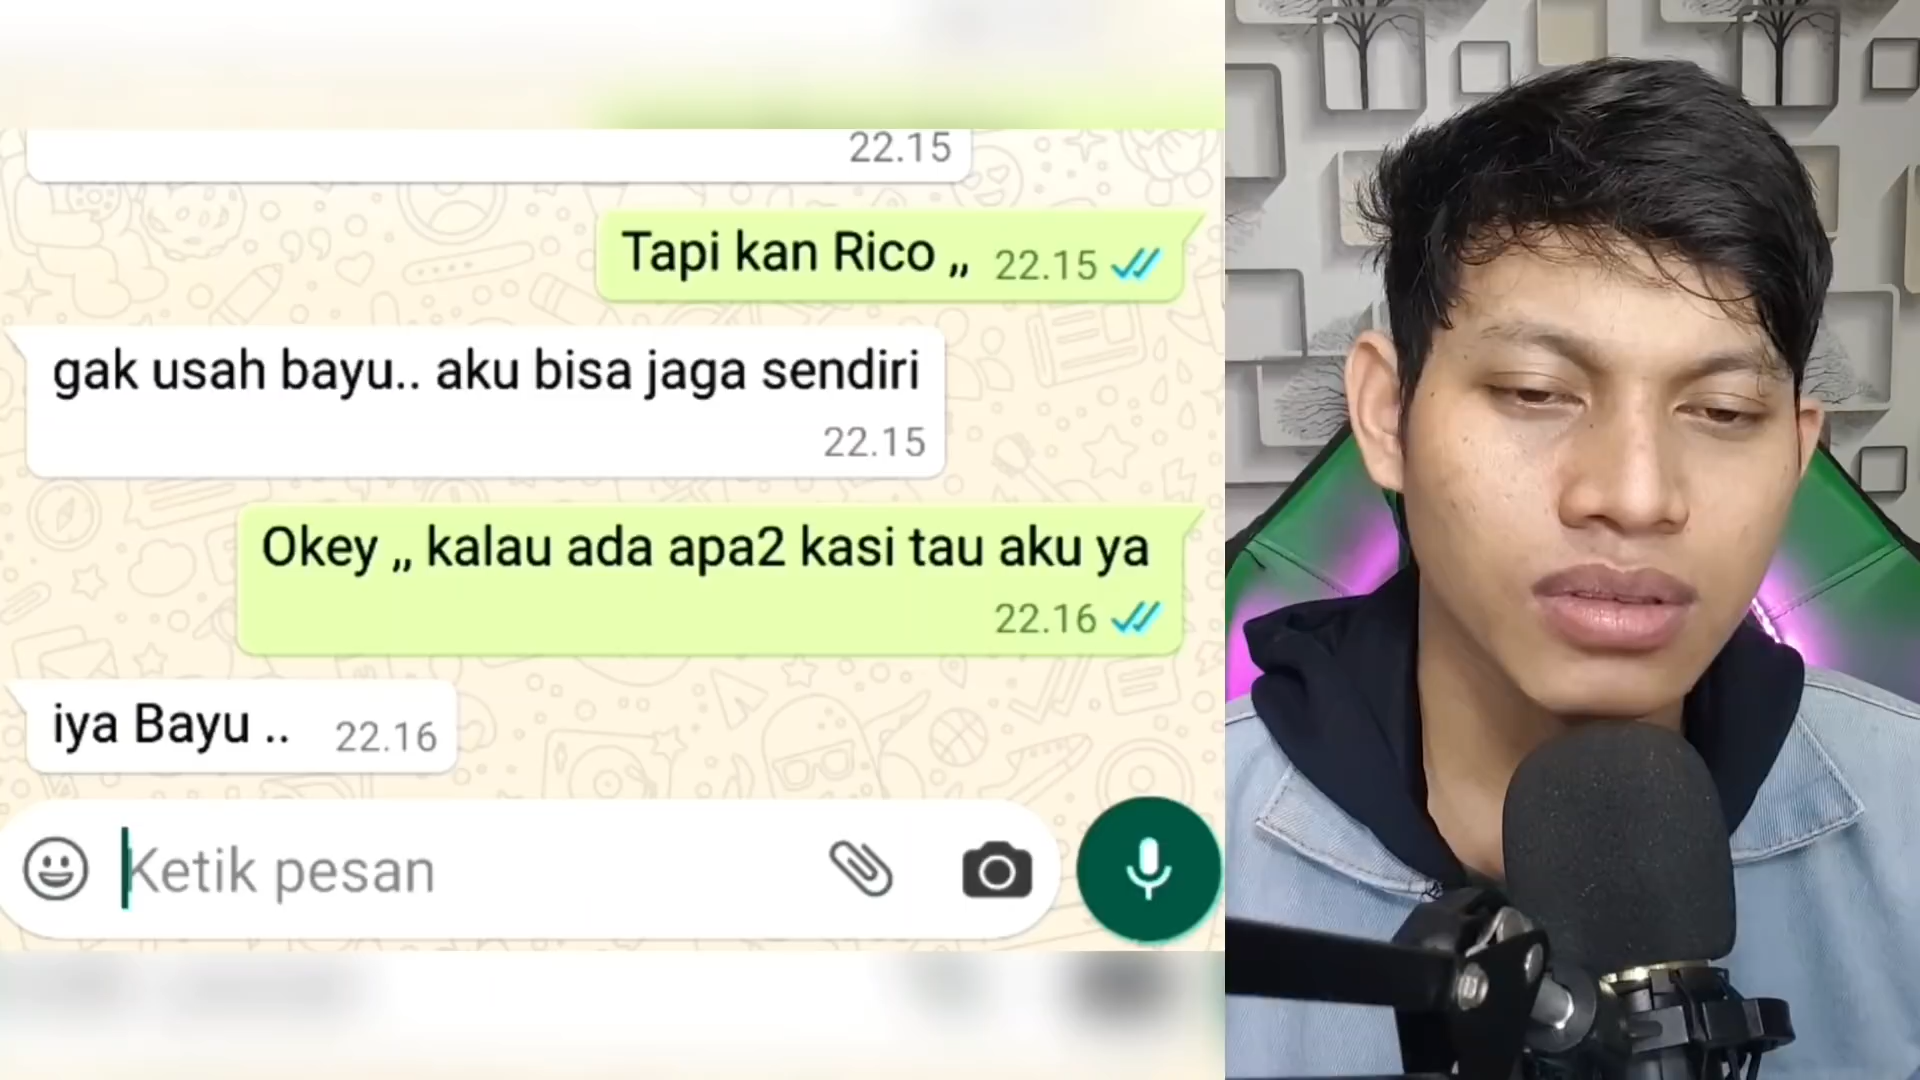 22.15
Tapi kan Rico ,, 22.15
gak usah bayu.. aku bisa jaga sendiri
22.15
Okey ,, kalau ada apa2 kasi tau aku ya
22.16
iya Bayu .. 22.16
Ketik pesan